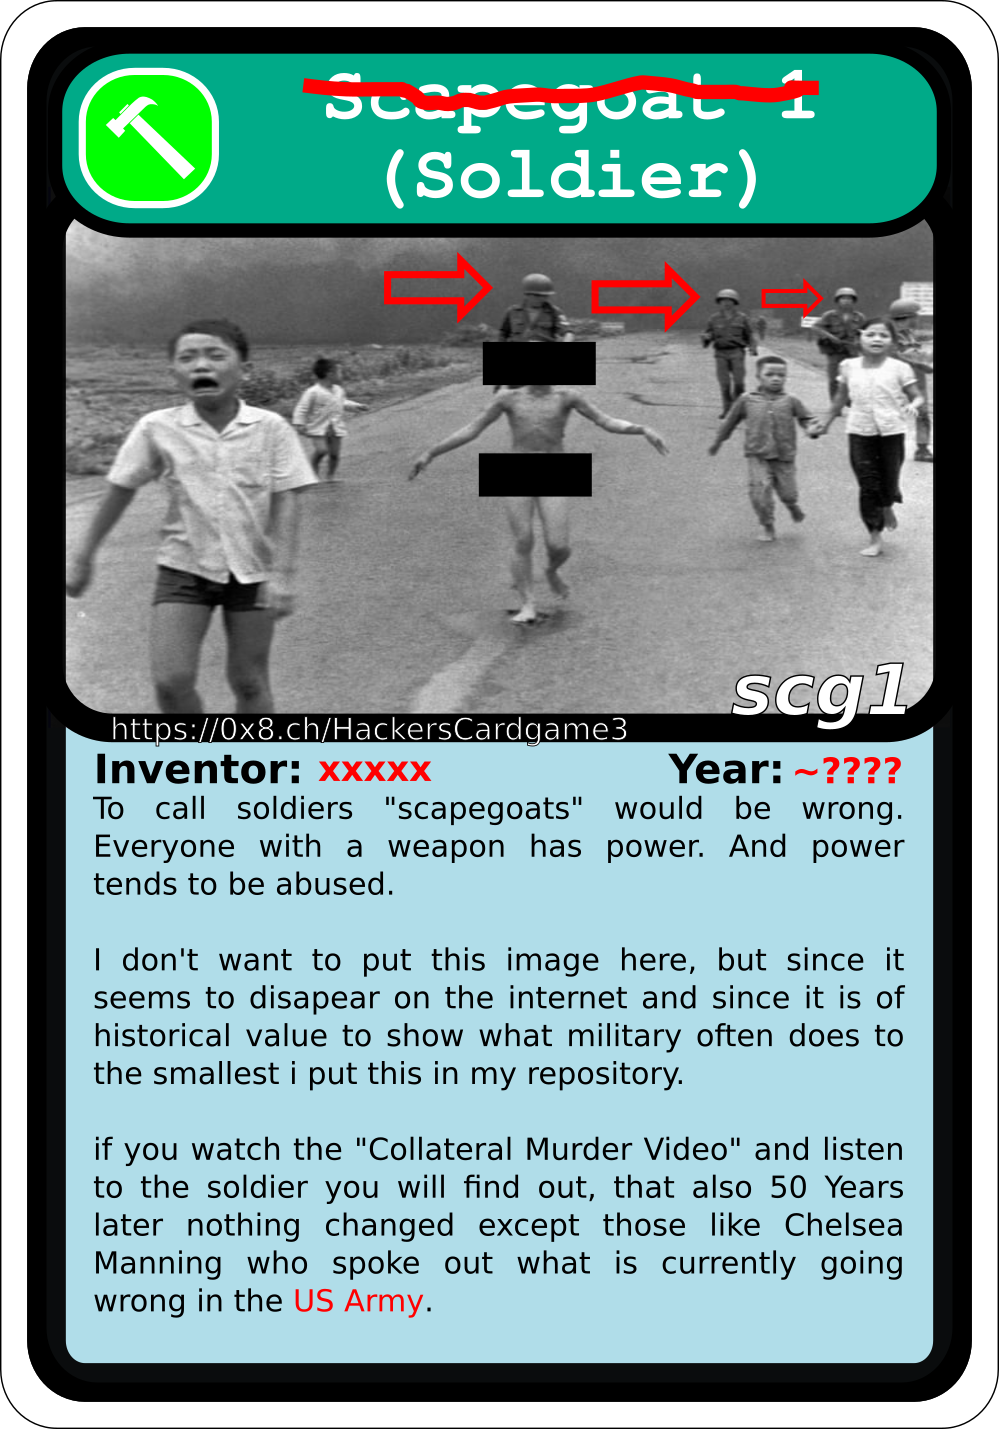 Scapegoat 1
(Soldier)
scg1
https://0x8.ch/HackersCardgame3
Inventor: xxxxx Year: ~????
To call soldiers "scapegoats" would be wrong.
Everyone with a weapon has power. And power
tends to be abused.
I don't want to put this image here, but since it
seems to disapear on the internet and since it is of
historical value to show what military often does to
the smallest i put this in my repository.
if you watch the "Collateral Murder Video" and listen
to the soldier you will find out, that also 50 Years
later nothing changed except those like Chelsea
Manning who spoke out what is currently going
wrong in the US Army.